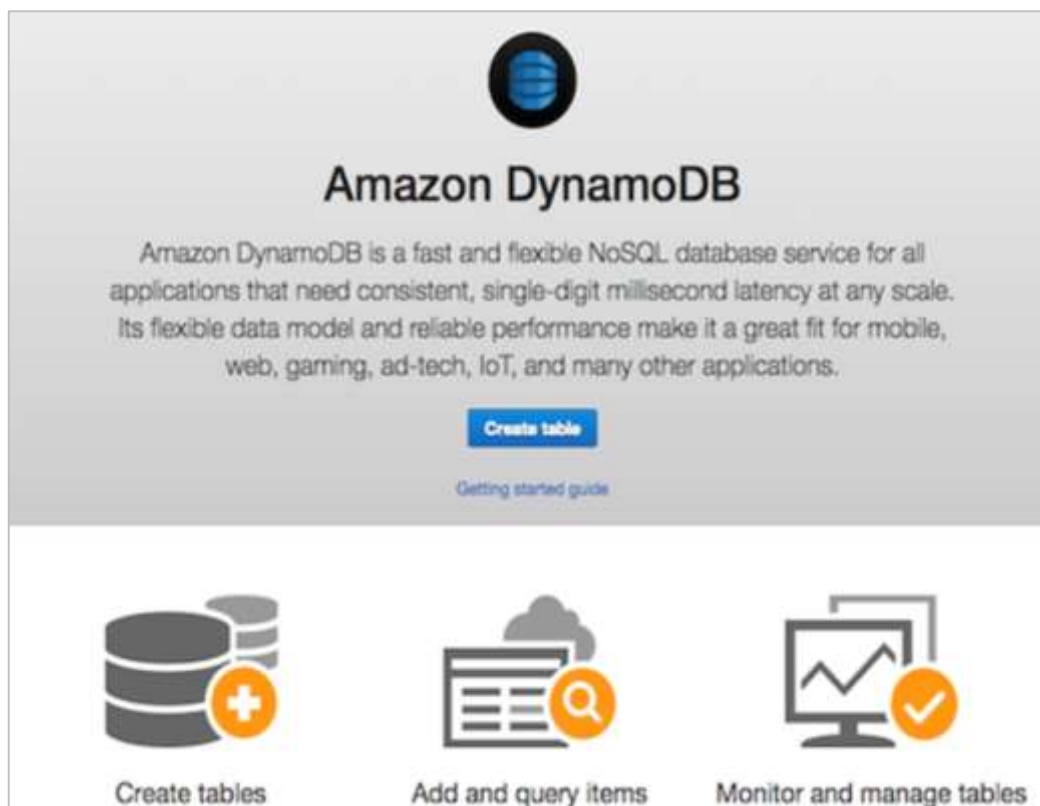 Amazon DynamoDB
Amazon DynamoDB is a fast and flexible NoSQL database service for all
applications that need consistent, single-digit millisecond latency at any scale.
Its flexible data model and reliable performance make it a great fit for mobile,
web, gaming, ad-tech, IoT, and many other applications.
Create table
Getting started guide
Create tables
Add and query items
Monitor and manage tables